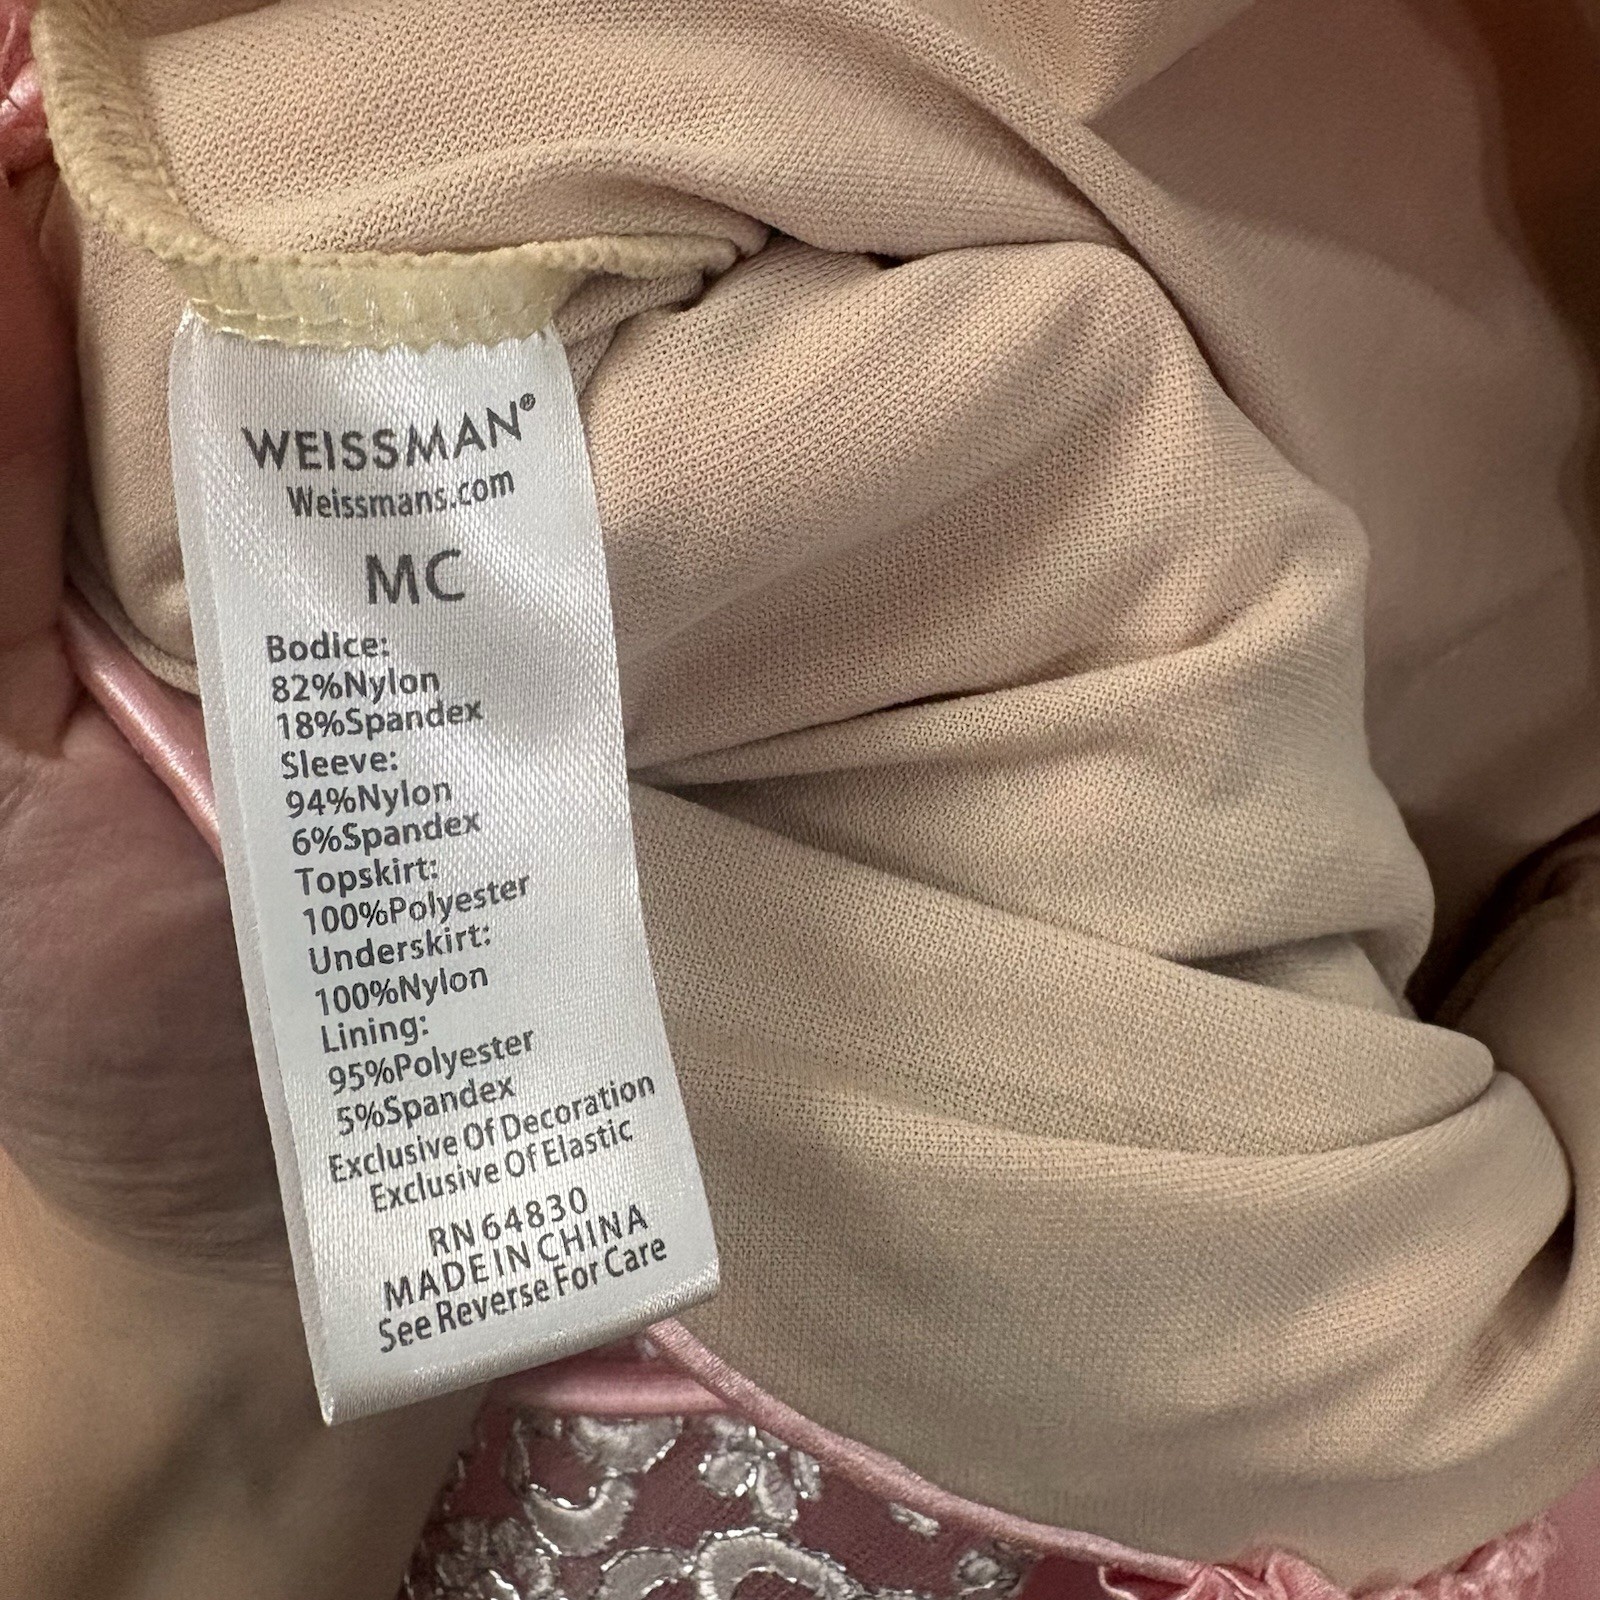 WEISSMAN®
Weissmans.com
MC
Bodice:
82%Nylon
18%Spandex
Sleeve:
94%Nylon
6%Spandex
Topskirt:
100%Polyester
Underskirt:
100%Nylon
Lining:
95%Polyester
5%Spandex
Exclusive Of Decoration
Exclusive Of Elastic
RN 64830
MADE IN CHINA
See Reverse For Care